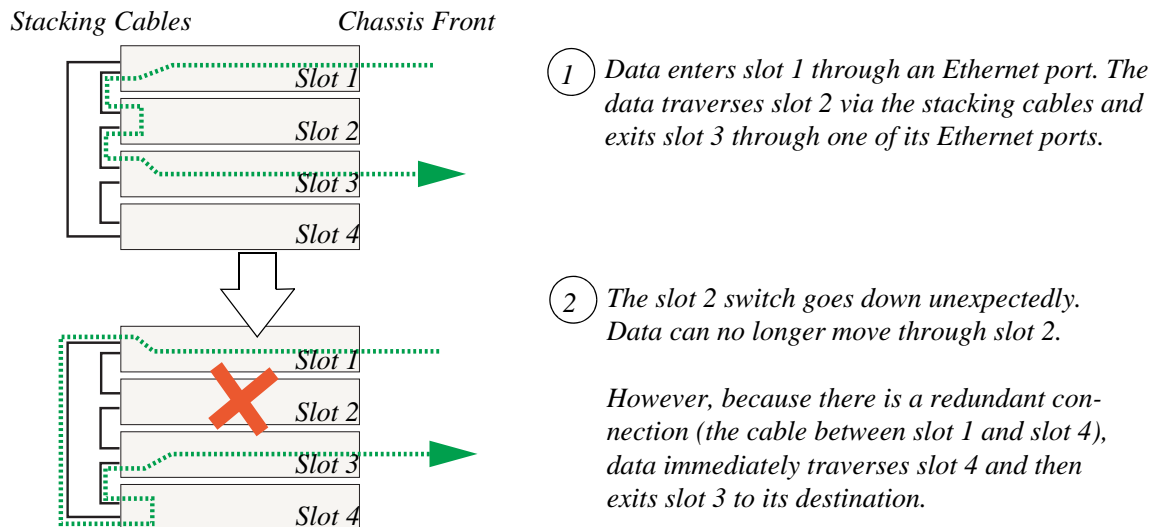 Stacking Cables
Chassis Front
Slot 1
Slot 2
Slot 3
Slot 4
1
Data enters slot 1 through an Ethernet port. The
data traverses slot 2 via the stacking cables and
exits slot 3 through one of its Ethernet ports.
Slot 1
Slot 2
Slot 3
Slot 4
2
The slot 2 switch goes down unexpectedly.
Data can no longer move through slot 2.
However, because there is a redundant con-
nection (the cable between slot 1 and slot 4),
data immediately traverses slot 4 and then
exits slot 3 to its destination.